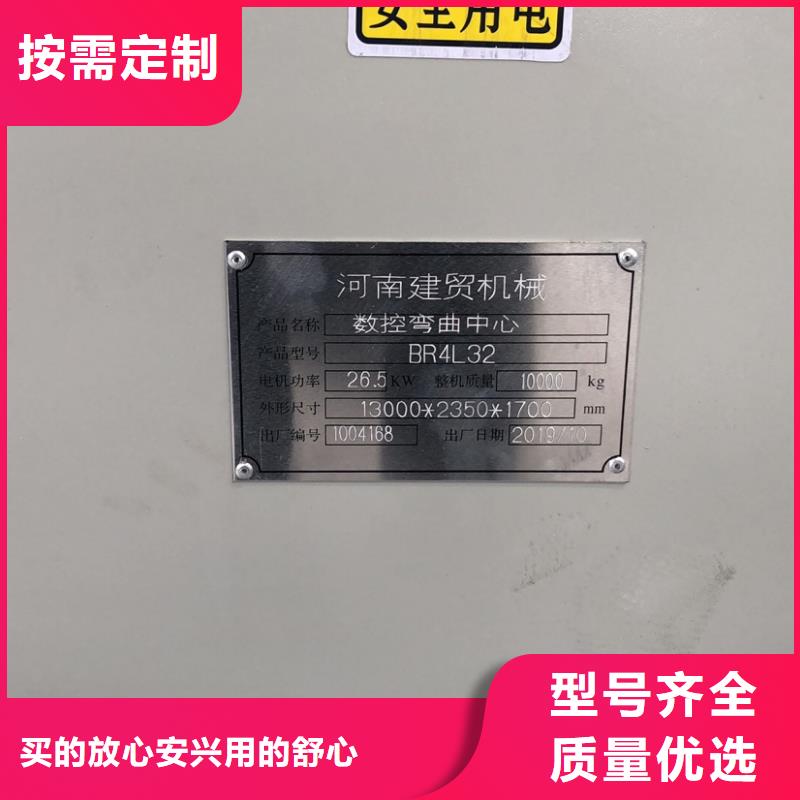 安全用电
按需定制
河南建贸机械
产品名称 数控弯曲中心
产品型号 BR4L32
电机功率 26.5 KW 整机质量 10000 kg
外形尺寸 13000*2350*1700 mm
出厂编号 1004168 出厂日期 2019/10
型号齐全
质量优选
买的放心安兴用的舒心